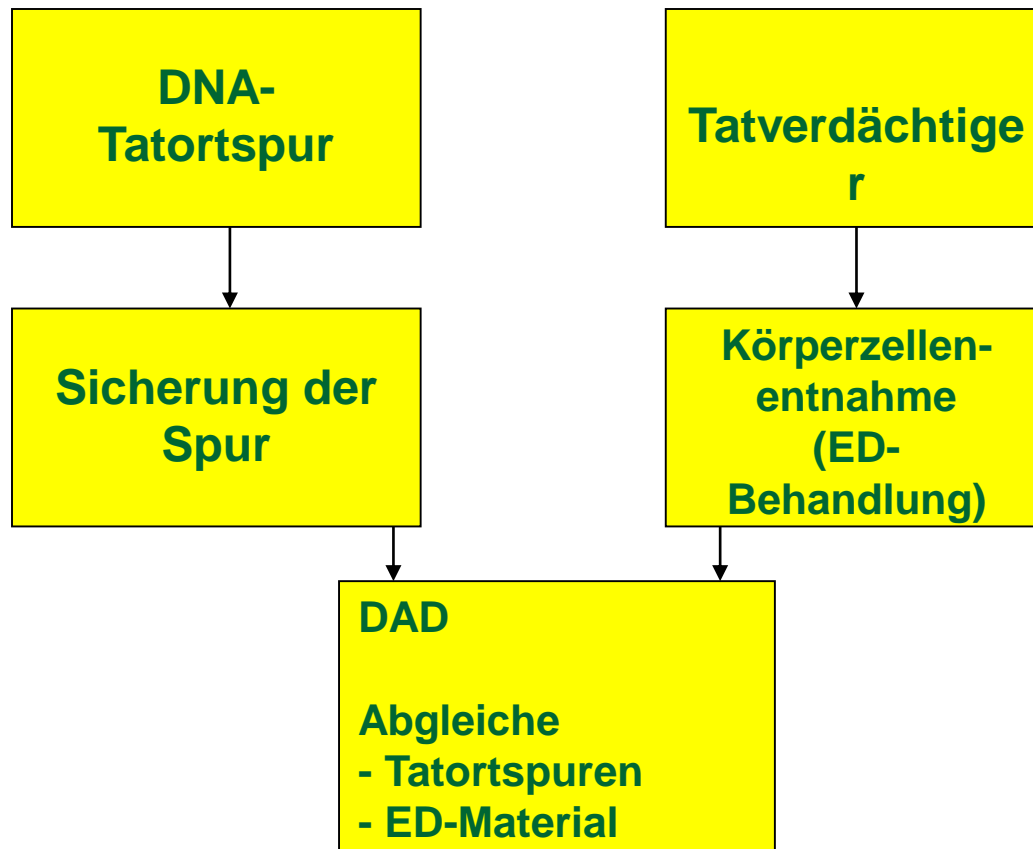 DNA-
Tatortspur
Tatverdächtige
r
Sicherung der
Spur
Körperzellen-
entnahme
(ED-
Behandlung)
DAD
Abgleiche
- Tatortspuren
- ED-Material